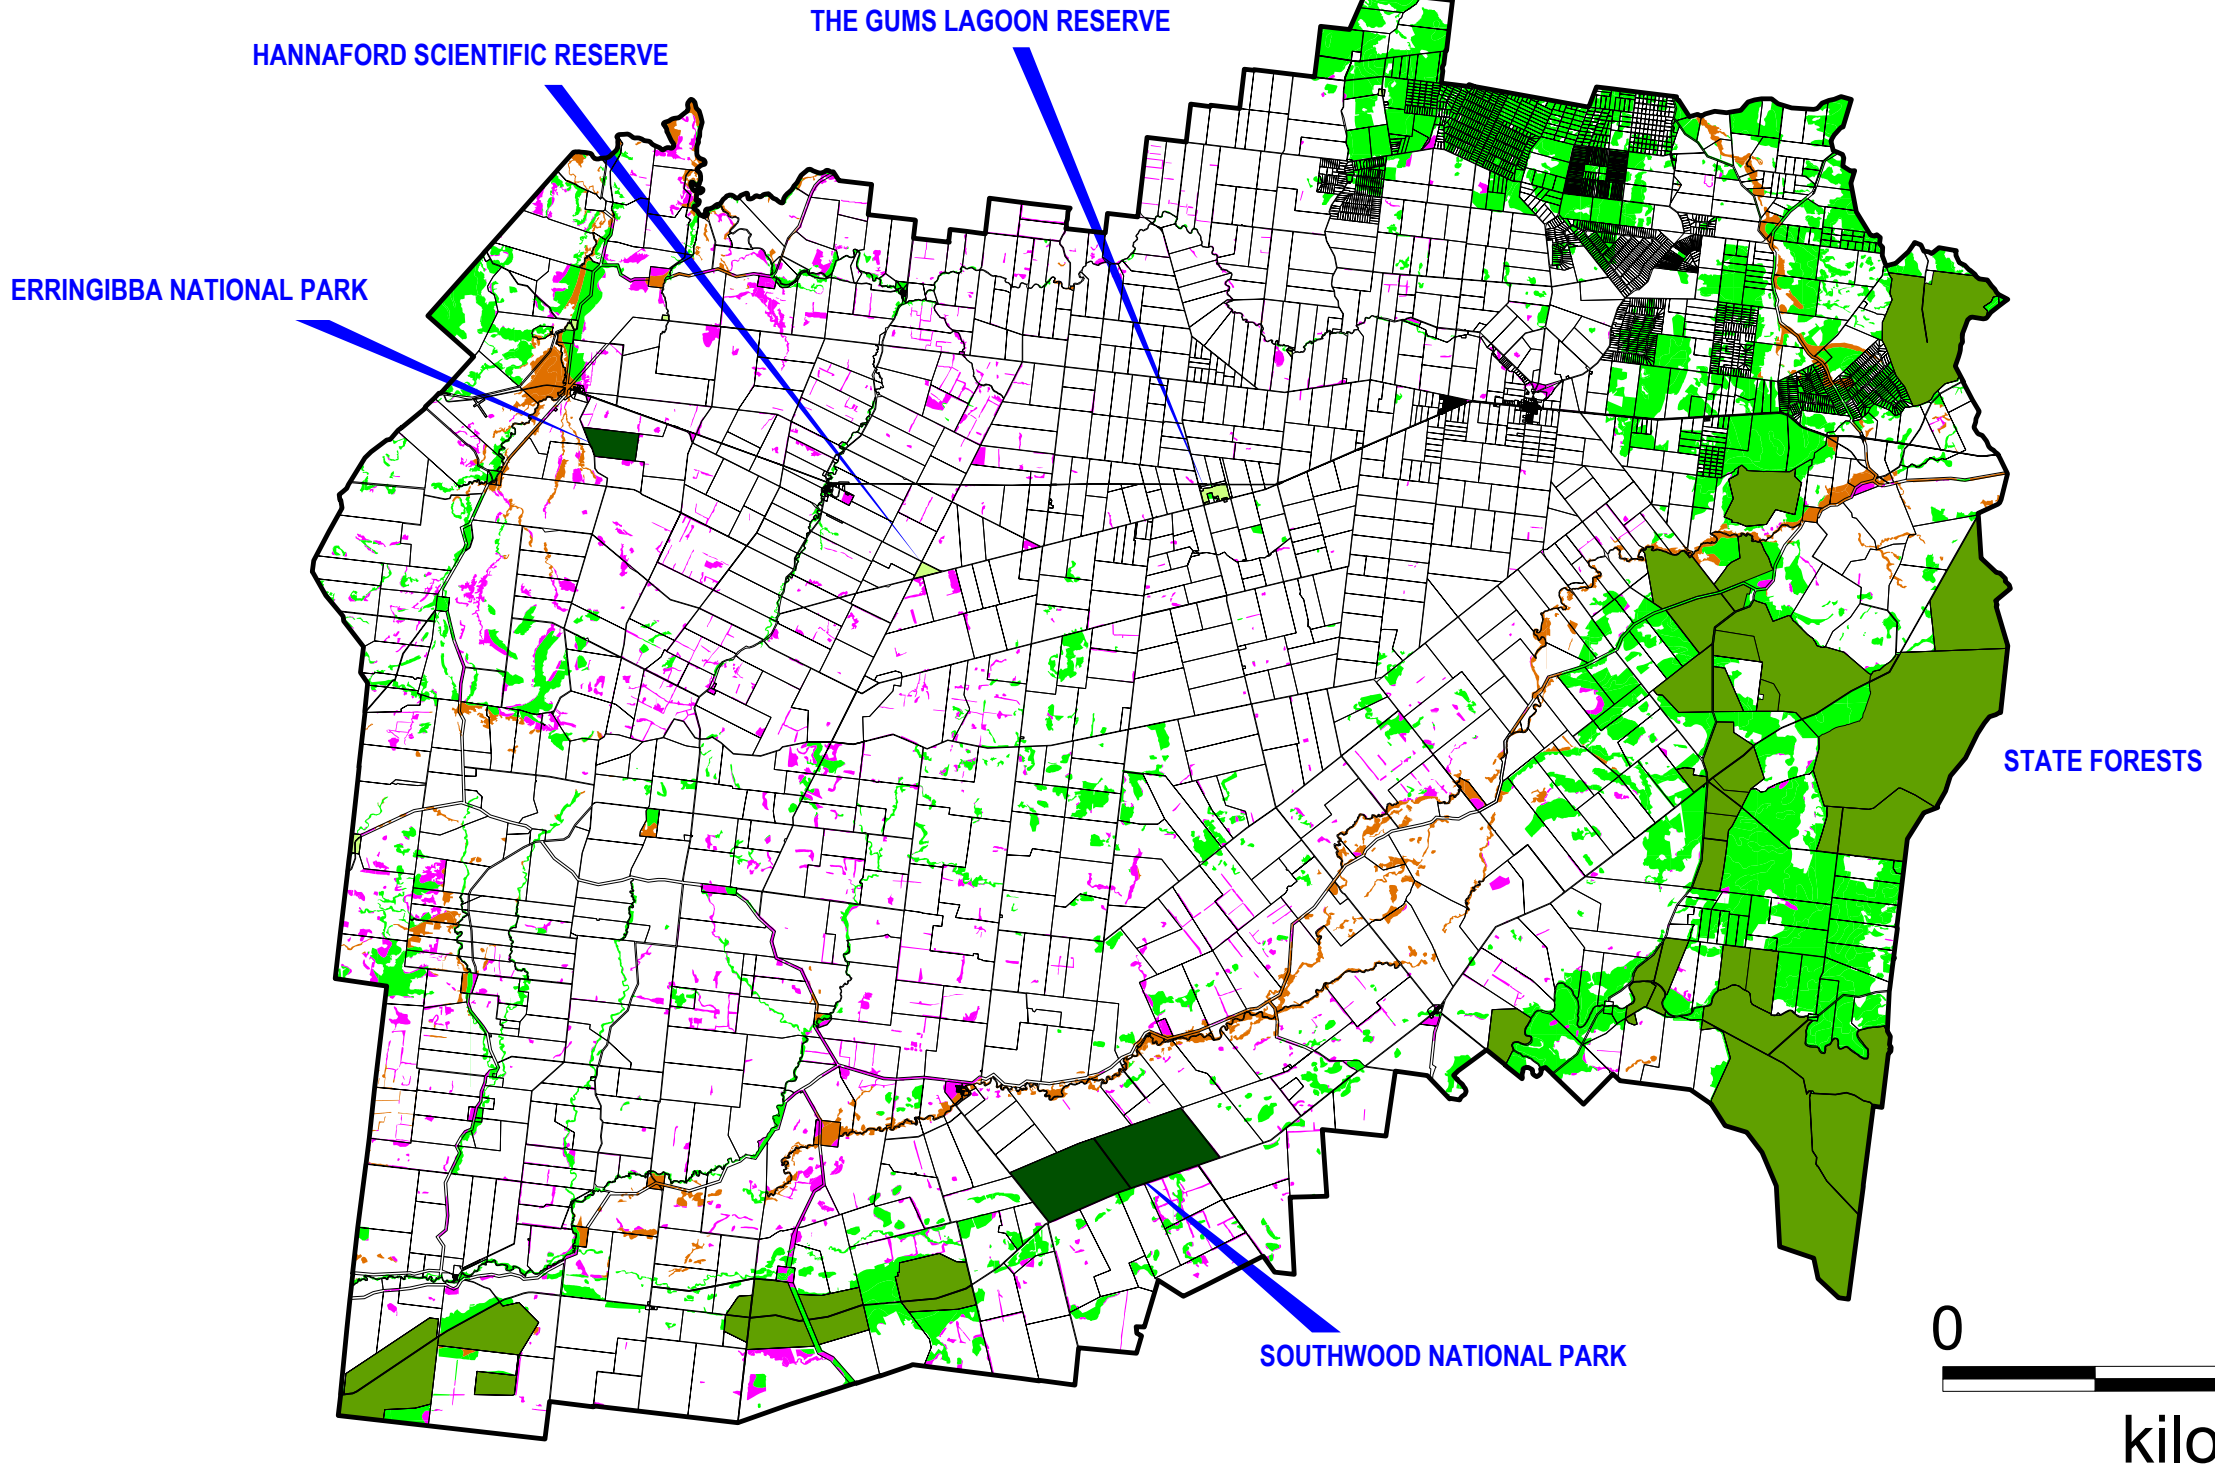 THE GUMS LAGOON RESERVE
HANNAFORD SCIENTIFIC RESERVE
ERRINGIBBA NATIONAL PARK
STATE FORESTS
SOUTHWOOD NATIONAL PARK
0
kilo